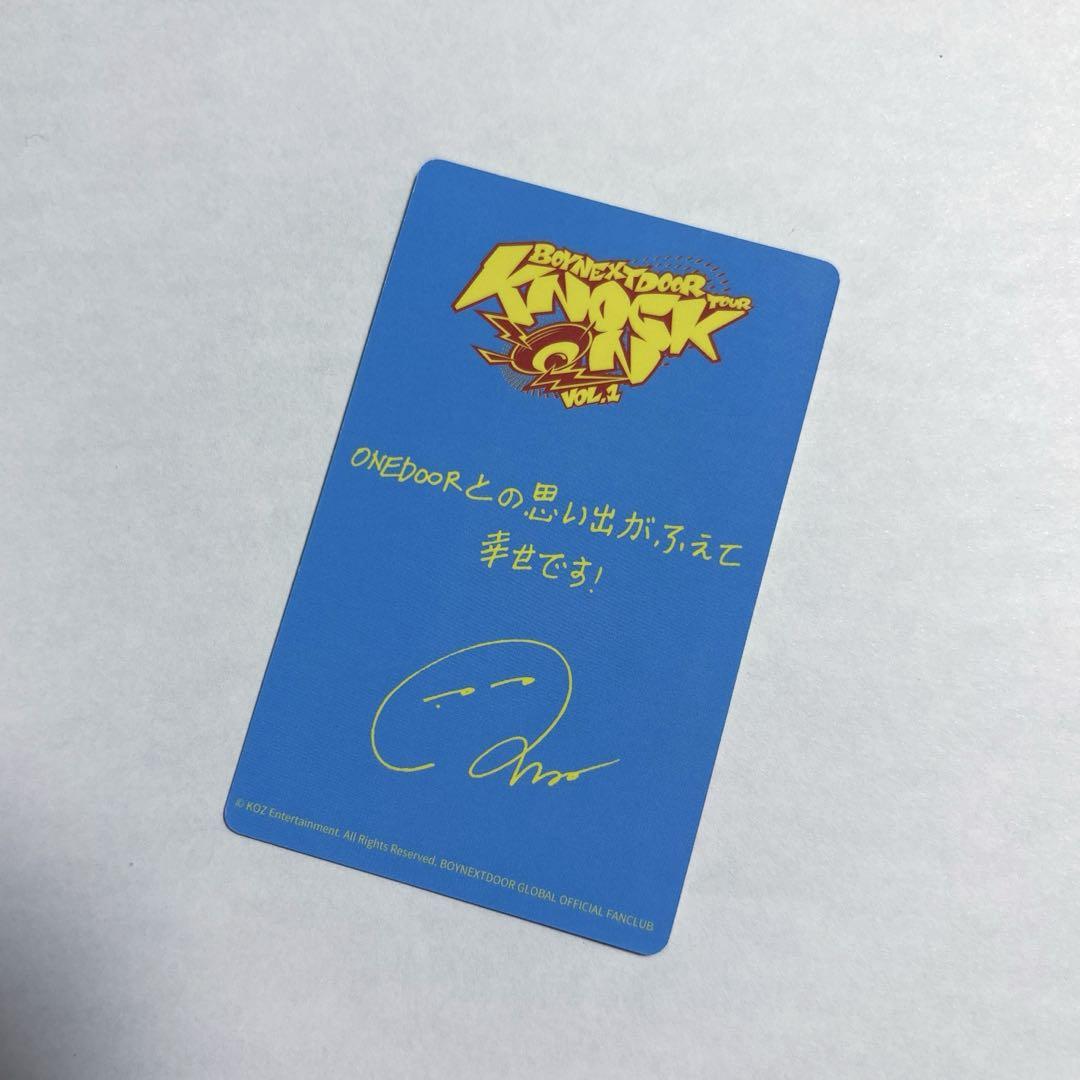 BOYNEXTDOOR
TOUR
KNOCK
ON
VOL.1
ONEDOORとの思い出がふえて
幸せです!
© KOZ Entertainment. All Rights Reserved. BOYNEXTDOOR GLOBAL OFFICIAL FANCLUB